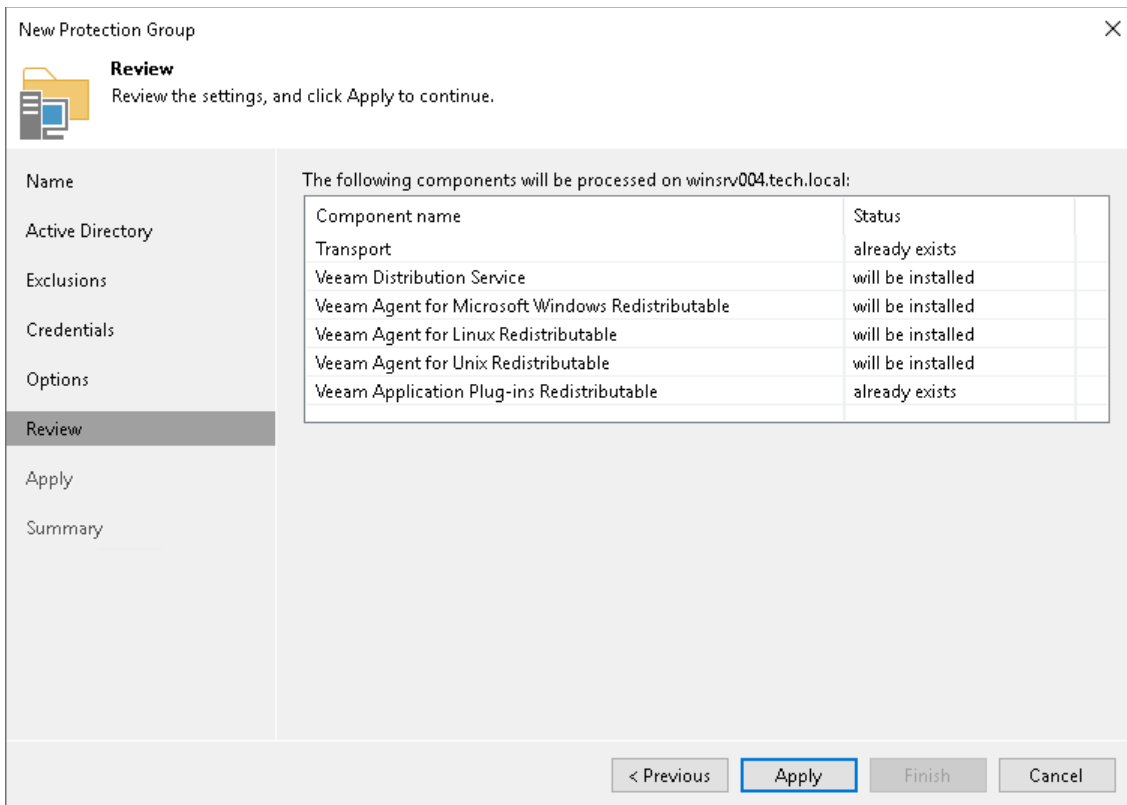 New Protection Group
Review
Review the settings, and click Apply to continue.
Name
Active Directory
Exclusions
Credentials
Options
Review
Apply
Summary
The following components will be processed on winsrv004.tech.local:
Component name Status
Transport already exists
Veeam Distribution Service will be installed
Veeam Agent for Microsoft Windows Redistributable will be installed
Veeam Agent for Linux Redistributable will be installed
Veeam Agent for Unix Redistributable will be installed
Veeam Application Plug-ins Redistributable already exists
< Previous Apply Finish Cancel